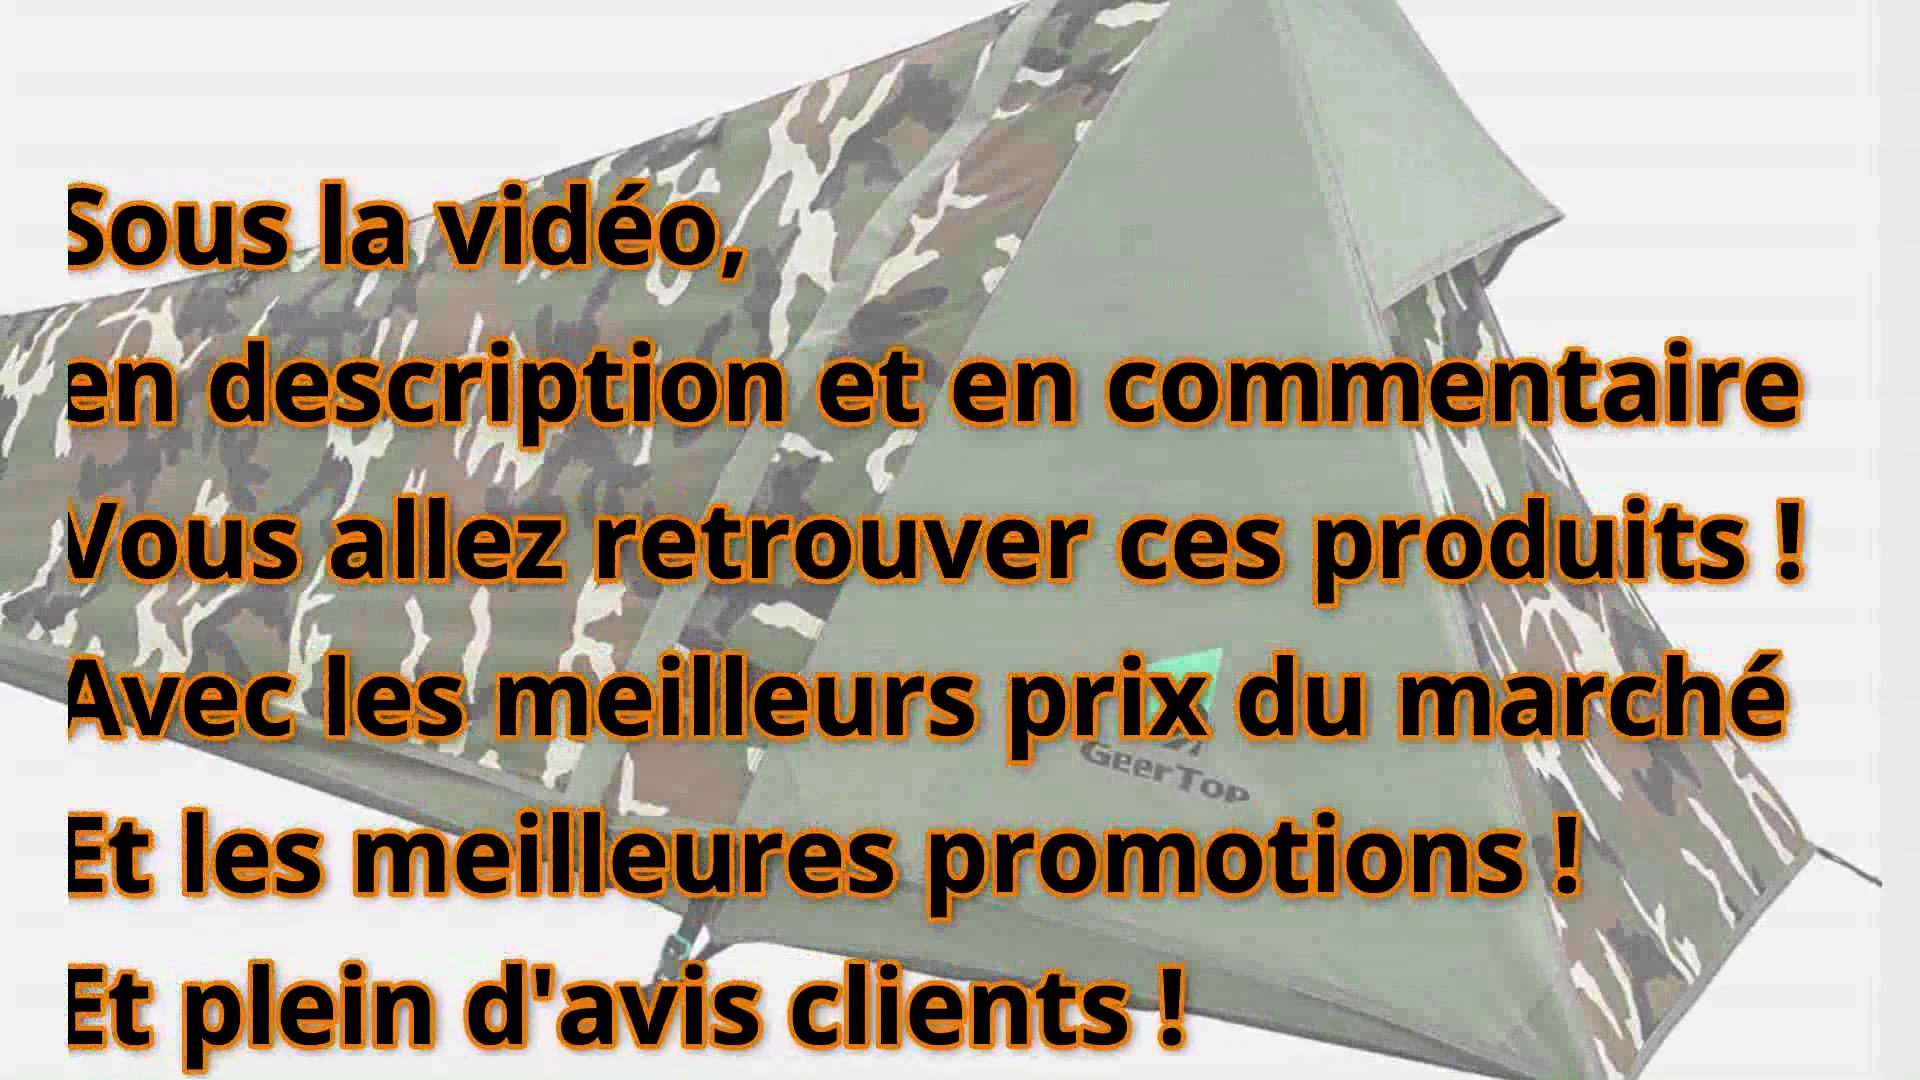 Sous la vidéo,
en description et en commentaire
Vous allez retrouver ces produits !
Avec les meilleurs prix du marché
GeerTop
Et les meilleures promotions !
Et plein d'avis clients !